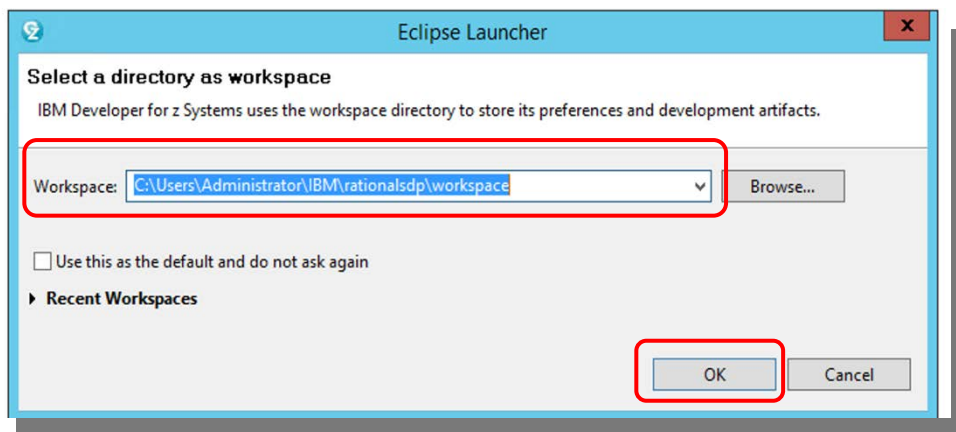 Eclipse Launcher
x
Select a directory as workspace
IBM Developer for z Systems uses the workspace directory to store its preferences and development artifacts.
Workspace: C:\Users\Administrator\IBM\rationalsdp\workspace Browse...
Use this as the default and do not ask again
Recent Workspaces
OK Cancel